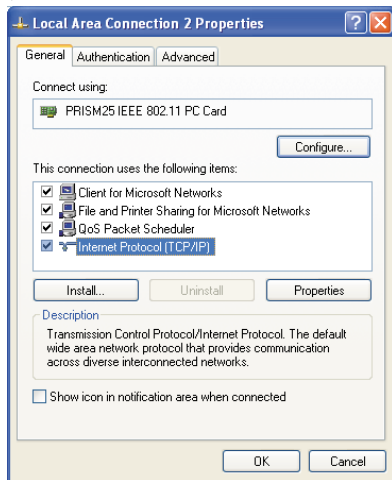 Local Area Connection 2 Properties
General Authentication Advanced
Connect using:
PRISM25 IEEE 802.11 PC Card
Configure...
This connection uses the following items:
Client for Microsoft Networks
File and Printer Sharing for Microsoft Networks
QoS Packet Scheduler
Internet Protocol (TCP/IP)
Install... Uninstall Properties
Description
Transmission Control Protocol/Internet Protocol. The default
wide area network protocol that provides communication
across diverse interconnected networks.
Show icon in notification area when connected
OK Cancel